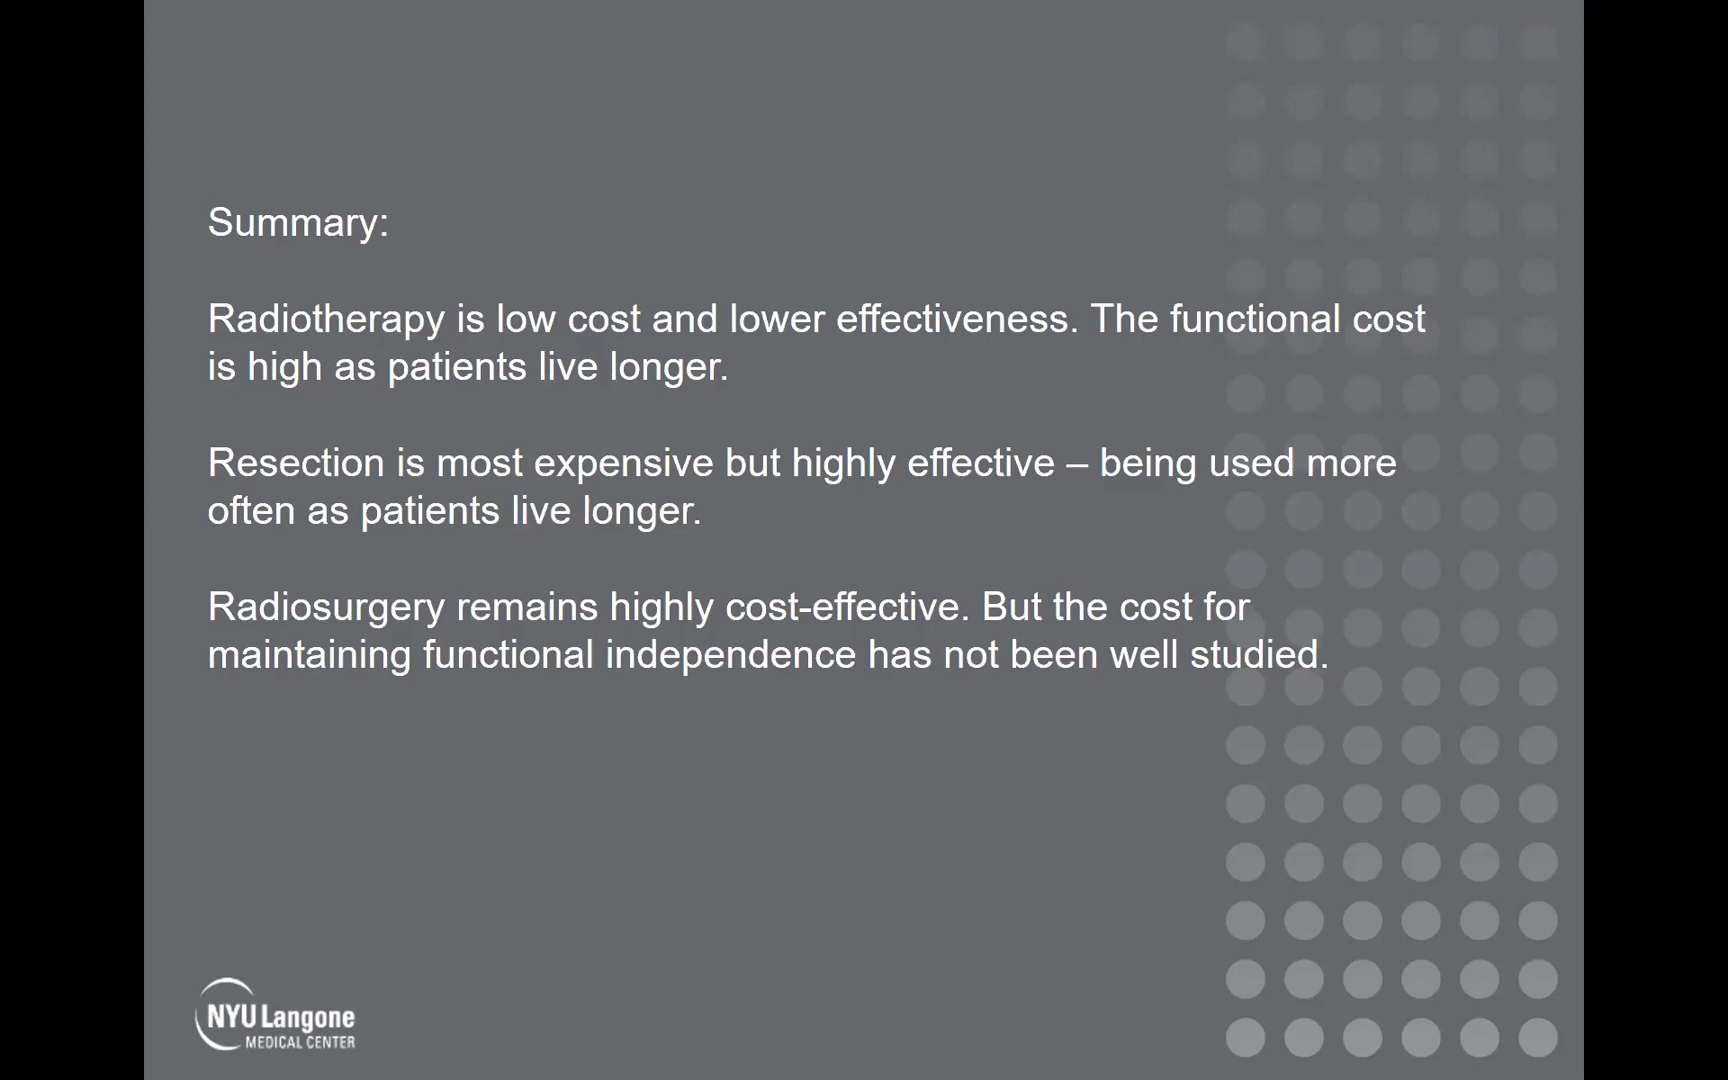 Summary:
Radiotherapy is low cost and lower effectiveness. The functional cost
is high as patients live longer.
Resection is most expensive but highly effective – being used more
often as patients live longer.
Radiosurgery remains highly cost-effective. But the cost for
maintaining functional independence has not been well studied.
NYU Langone
MEDICAL CENTER